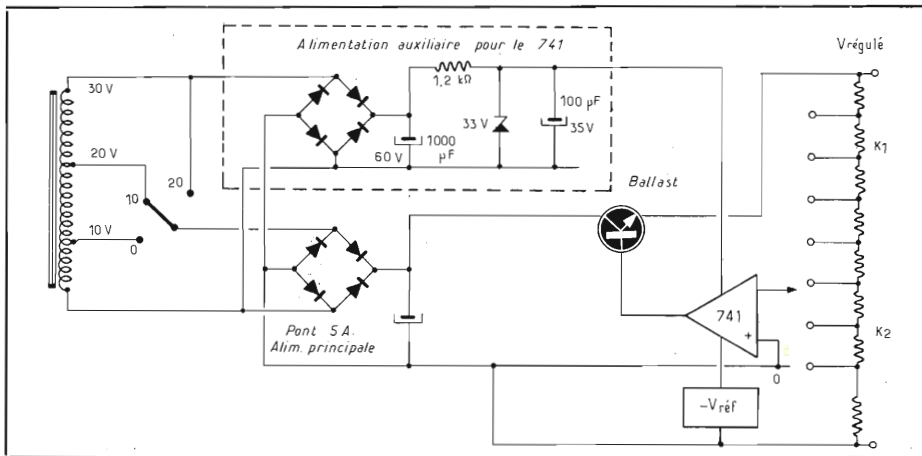 Alimentation auxiliaire pour le 741
Vrégulé
30 V
1,2 kΩ
33 V
100 µF
35V
60 V
1000
µF
K1
20 V
20
10
Ballast
10 V
0
741
+
K2
Pont 5 A.
Alim. principale
0
-Vréf